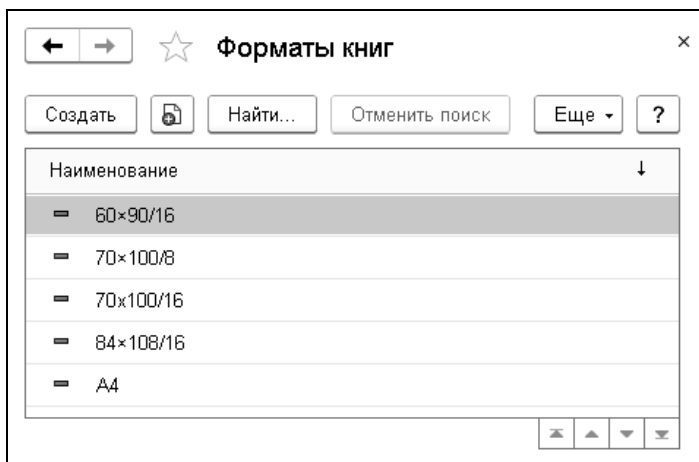 Форматы книг
Создать Найти... Отменить поиск Еще ?
Наименование
60×90/16
70×100/8
70x100/16
84×108/16
А4